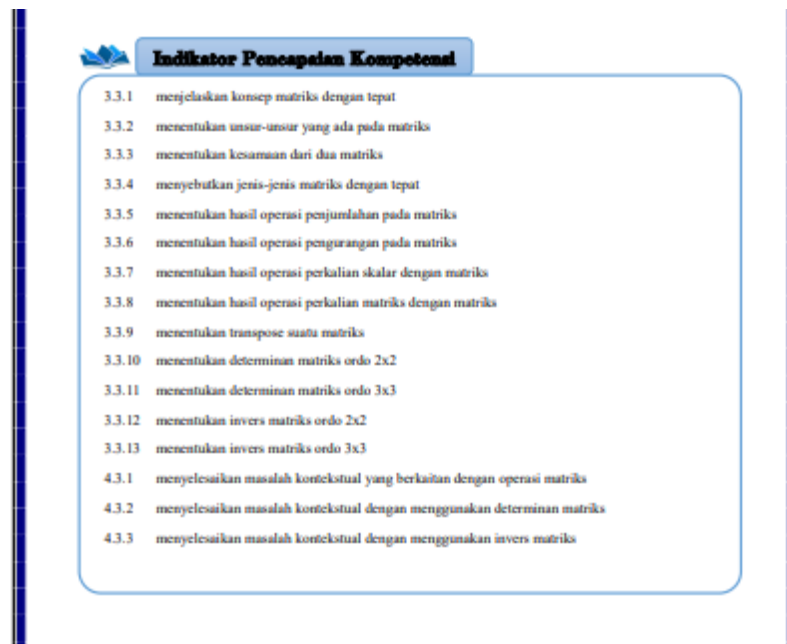 Indikator Pencapaian Kompetensi
3.3.1 menjelaskan konsep matriks dengan tepat
3.3.2 menentukan unsur-unsur yang ada pada matriks
3.3.3 menentukan kesamaan dari dua matriks
3.3.4 menyebutkan jenis-jenis matriks dengan tepat
3.3.5 menentukan hasil operasi penjumlahan pada matriks
3.3.6 menentukan hasil operasi pengurangan pada matriks
3.3.7 menentukan hasil operasi perkalian skalar dengan matriks
3.3.8 menentukan hasil operasi perkalian matriks dengan matriks
3.3.9 menentukan transpose suatu matriks
3.3.10 menentukan determinan matriks ordo 2x2
3.3.11 menentukan determinan matriks ordo 3x3
3.3.12 menentukan invers matriks ordo 2x2
3.3.13 menentukan invers matriks ordo 3x3
4.3.1 menyelesaikan masalah kontekstual yang berkaitan dengan operasi matriks
4.3.2 menyelesaikan masalah kontekstual dengan menggunakan determinan matriks
4.3.3 menyelesaikan masalah kontekstual dengan menggunakan invers matriks